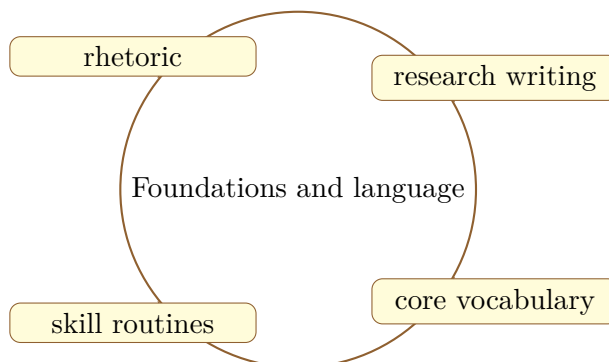 rhetoric
research writing
Foundations and language
core vocabulary
skill routines